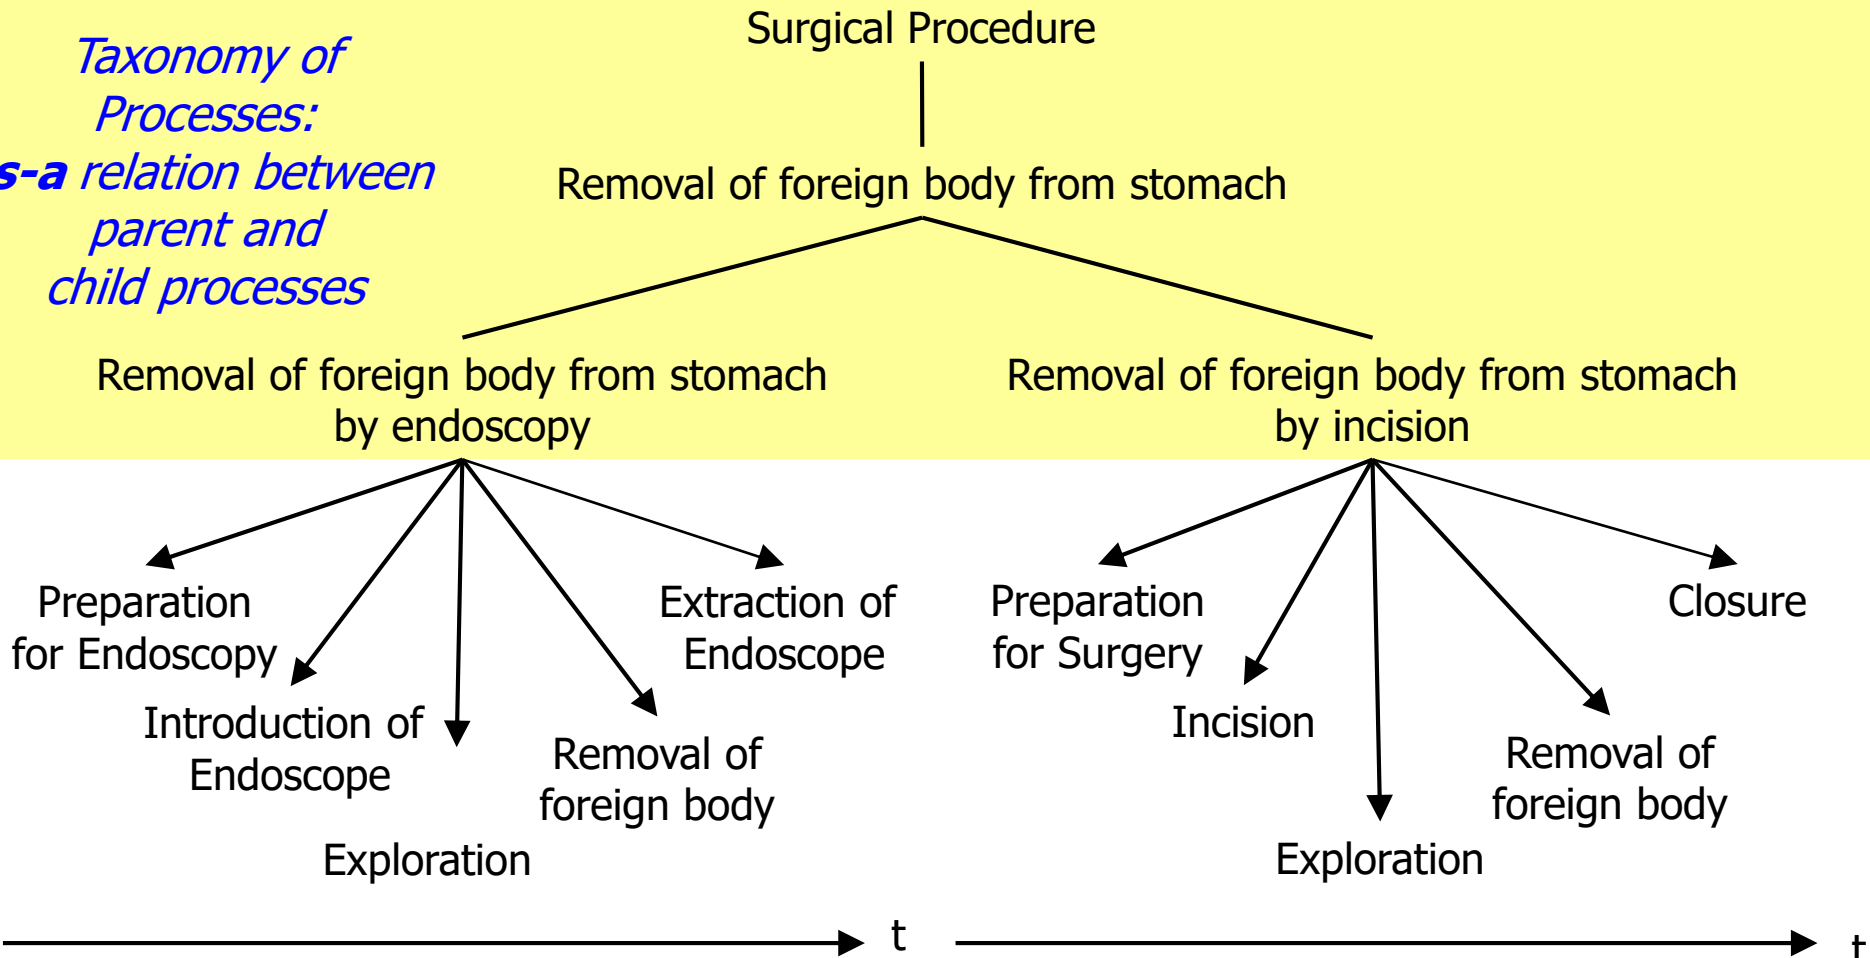 Surgical Procedure
Taxonomy of
Processes:
s-a relation between
parent and
child processes
Removal of foreign body from stomach
Removal of foreign body from stomach
by endoscopy
Removal of foreign body from stomach
by incision
Preparation
for Endoscopy
Introduction of
Endoscope
Exploration
Removal of
foreign body
Extraction of
Endoscope
Preparation
for Surgery
Incision
Exploration
Removal of
foreign body
Closure
t
t